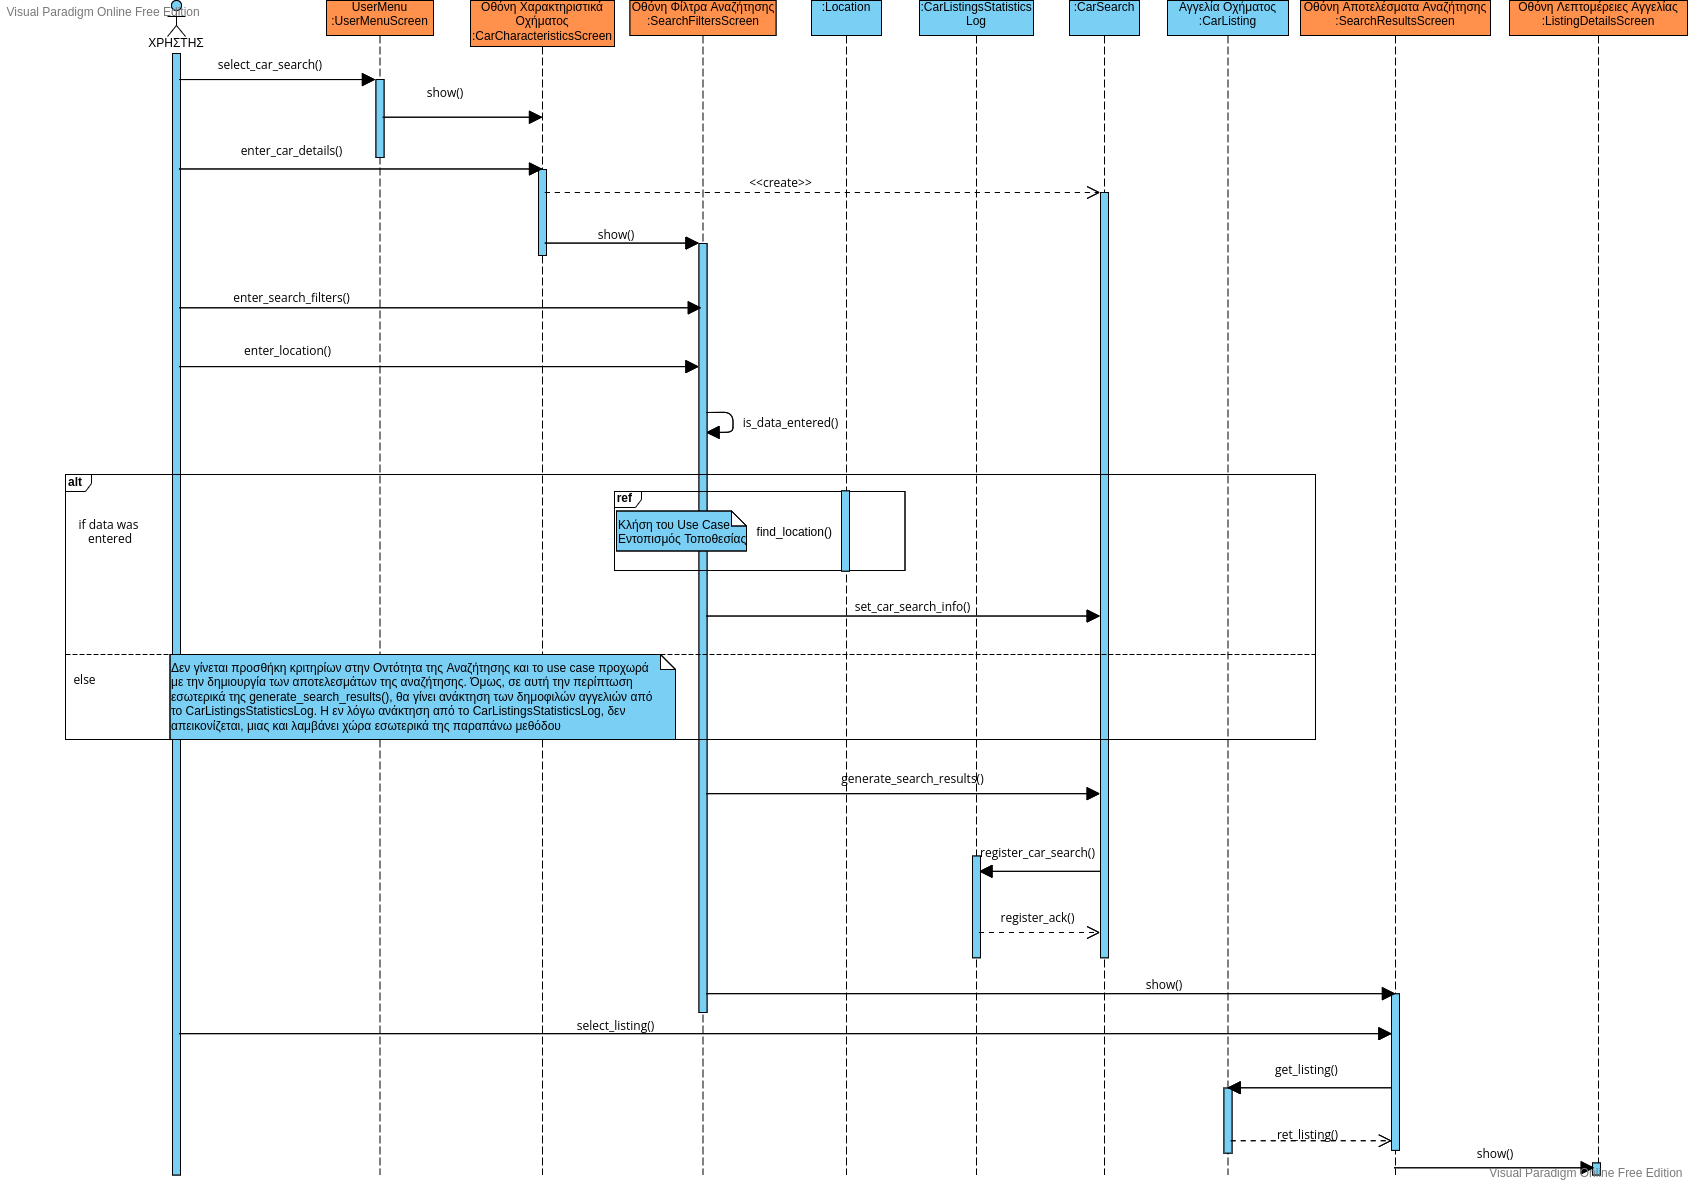 Visual Paradigm Online Free Edition
ΧΡΗΣΤΗΣ
UserMenu
:UserMenuScreen
Οθόνη Χαρακτηριστικά
Οχήματος
:CarCharacteristicsScreen
Οθόνη Φίλτρα Αναζήτησης
:SearchFiltersScreen
:Location
:CarListingsStatistics
Log
:CarSearch
Αγγελία Οχήματος
:CarListing
Οθόνη Αποτελέσματα Αναζήτησης
:SearchResultsScreen
Οθόνη Λεπτομέρειες Αγγελίας
:ListingDetailsScreen
select_car_search()
show()
enter_car_details()
<<create>>
show()
enter_search_filters()
enter_location()
is_data_entered()
alt
if data was
entered
ref
Κλήση του Use Case
Εντοπισμός Τοποθεσίας
find_location()
set_car_search_info()
else
Δεν γίνεται προσθήκη κριτηρίων στην Οντότητα της Αναζήτησης και το use case προχωρά
με την δημιουργία των αποτελεσμάτων της αναζήτησης. Όμως, σε αυτή την περίπτωση
εσωτερικά της generate_search_results(), θα γίνει ανάκτηση των δημοφιλών αγγελιών από
το CarListingsStatisticsLog. Η εν λόγω ανάκτηση από το CarListingsStatisticsLog, δεν
απεικονίζεται, μιας και λαμβάνει χώρα εσωτερικά της παραπάνω μεθόδου
generate_search_results()
register_car_search()
register_ack()
show()
select_listing()
get_listing()
ret_listing()
show()
Visual Paradigm Online Free Edition